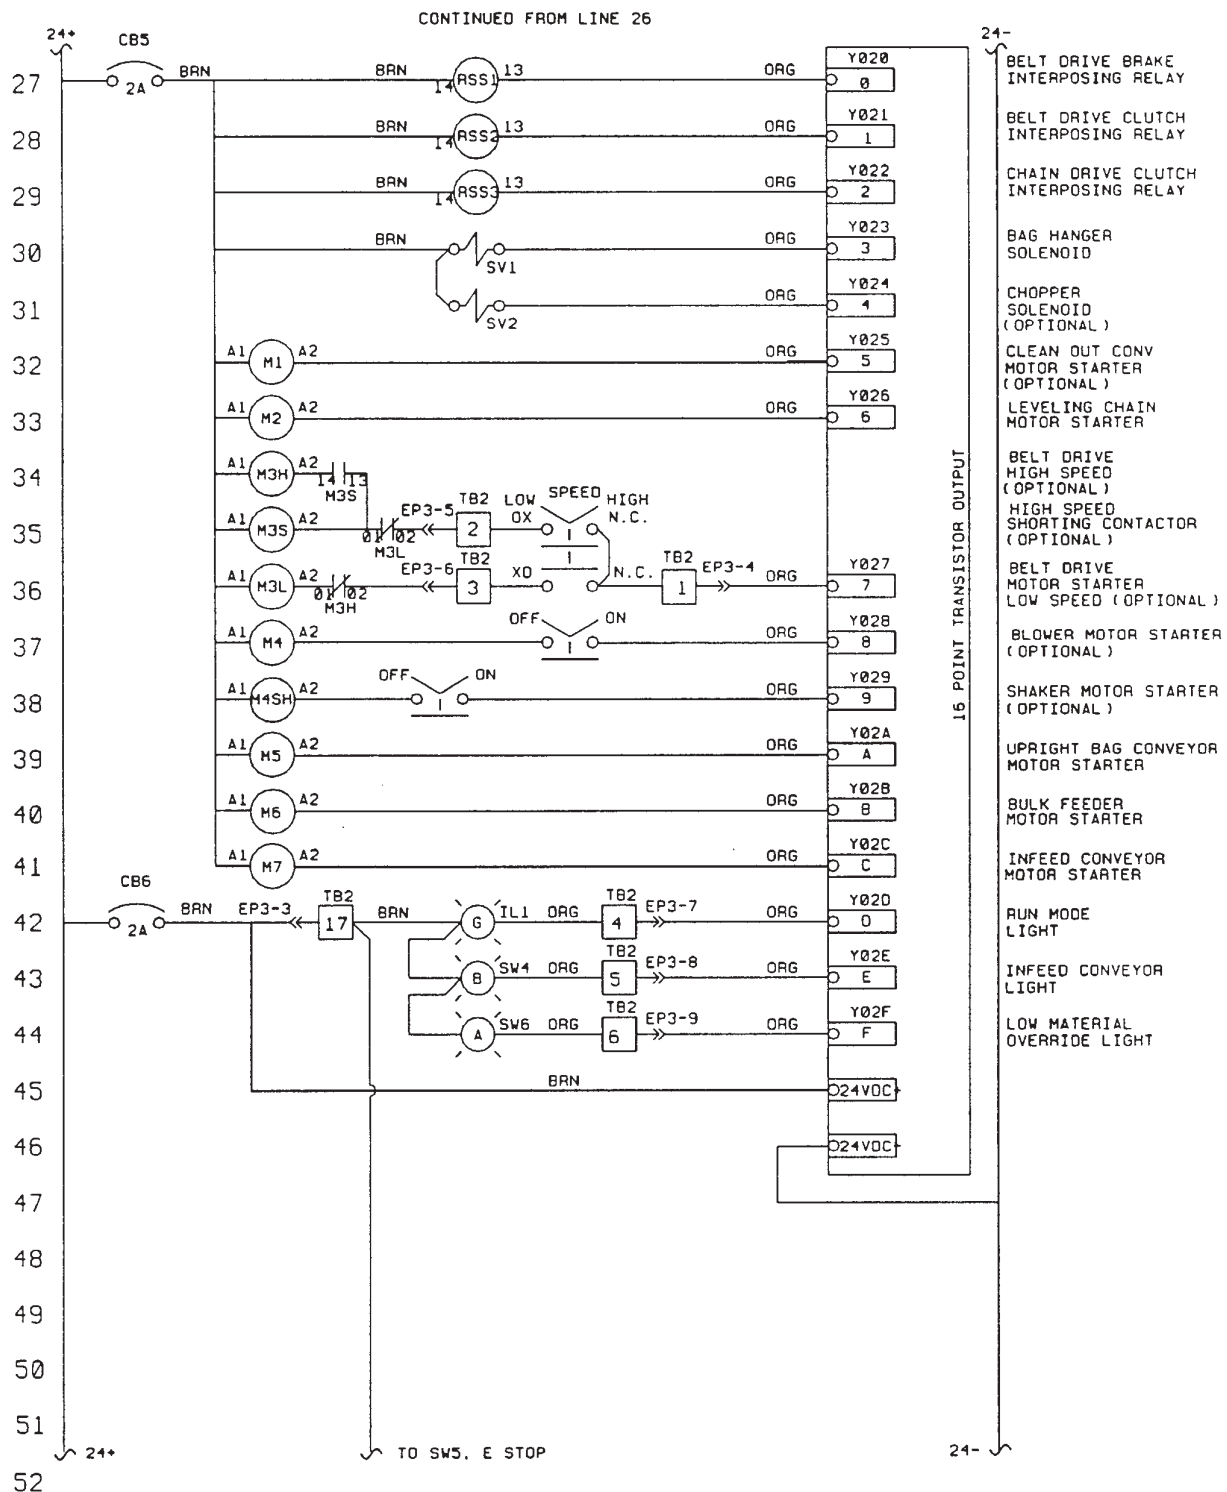 CONTINUED FROM LINE 26
24+
24-
CB5
2A
27
BRN
BRN
14
RSS1
13
ORG
Y020
0
BELT DRIVE BRAKE
INTERPOSING RELAY
28
BRN
14
RSS2
13
ORG
Y021
1
BELT DRIVE CLUTCH
INTERPOSING RELAY
29
BRN
14
RSS3
13
ORG
Y022
2
CHAIN DRIVE CLUTCH
INTERPOSING RELAY
30
BRN
SV1
ORG
Y023
3
BAG HANGER
SOLENOID
31
SV2
ORG
Y024
4
CHOPPER
SOLENOID
(OPTIONAL)
32
A1
M1
A2
ORG
Y025
5
CLEAN OUT CONV
MOTOR STARTER
(OPTIONAL)
33
A1
M2
A2
ORG
Y026
6
LEVELING CHAIN
MOTOR STARTER
34
A1
M3H
A2
14 13
M3S
BELT DRIVE
HIGH SPEED
(OPTIONAL)
35
A1
M3S
A2
01 02
M3L
EP3-5
TB2
2
LOW SPEED HIGH
OX
N.C.
HIGH SPEED
SHORTING CONTACTOR
(OPTIONAL)
36
A1
M3L
A2
01 02
M3H
EP3-6
TB2
3
XO
N.C.
TB2
1
EP3-4
ORG
Y027
7
BELT DRIVE
MOTOR STARTER
LOW SPEED (OPTIONAL)
37
A1
M4
A2
OFF
ON
ORG
Y028
8
BLOWER MOTOR STARTER
(OPTIONAL)
38
A1
M4SH
A2
OFF
ON
ORG
Y029
9
SHAKER MOTOR STARTER
(OPTIONAL)
39
A1
M5
A2
ORG
Y02A
A
UPRIGHT BAG CONVEYOR
MOTOR STARTER
40
A1
M6
A2
ORG
Y02B
B
BULK FEEDER
MOTOR STARTER
41
A1
M7
A2
ORG
Y02C
C
INFEED CONVEYOR
MOTOR STARTER
16 POINT TRANSISTOR OUTPUT
CB6
2A
42
BRN
EP3-3
TB2
17
BRN
G
IL1
ORG
TB2
4
EP3-7
ORG
Y02D
D
RUN MODE
LIGHT
43
B
SW4
ORG
TB2
5
EP3-8
ORG
Y02E
E
INFEED CONVEYOR
LIGHT
44
A
SW6
ORG
TB2
6
EP3-9
ORG
Y02F
F
LOW MATERIAL
OVERRIDE LIGHT
45
BRN
24VDC+
46
24VDC-
47
48
49
50
51
24+
TO SW5, E STOP
24-
52